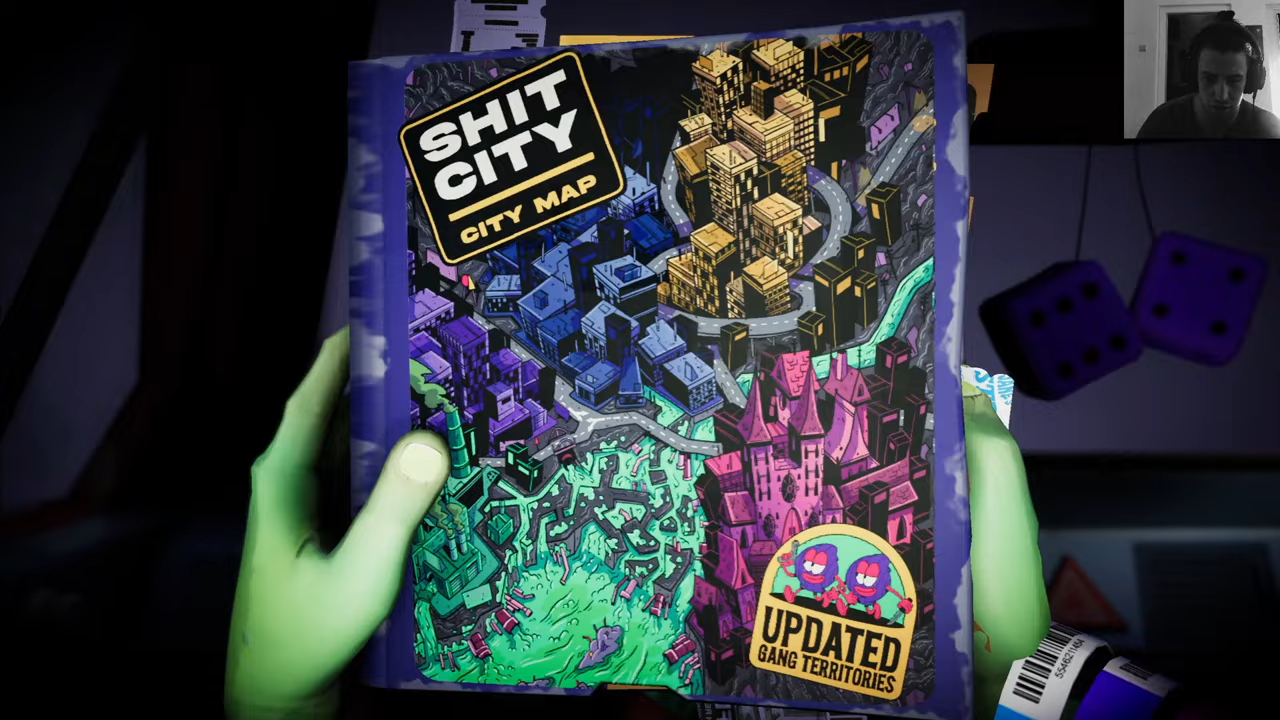 SHIT
CITY
CITY MAP
UPDATED
GANG TERRITORIES